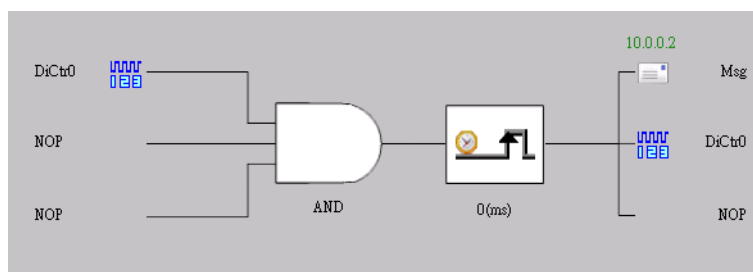 10.0.0.2
DiCtr0
Msg
NOP
DiCtr0
AND
0(ms)
NOP
NOP